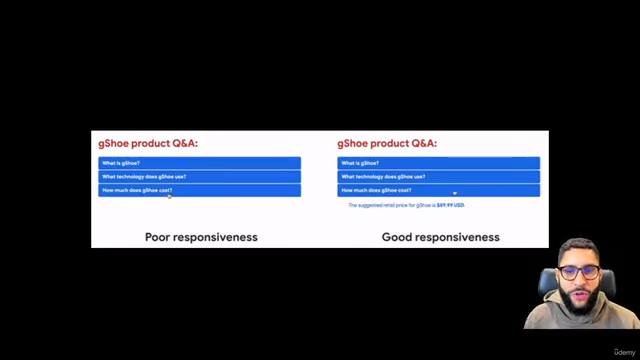 gShoe product Q&A:
What is gShoe?
What technology does gShoe use?
How much does gShoe cost?
Poor responsiveness
gShoe product Q&A:
What is gShoe?
What technology does gShoe use?
How much does gShoe cost?
The suggested retail price for gShoe is $89.99 USD.
Good responsiveness
udemy